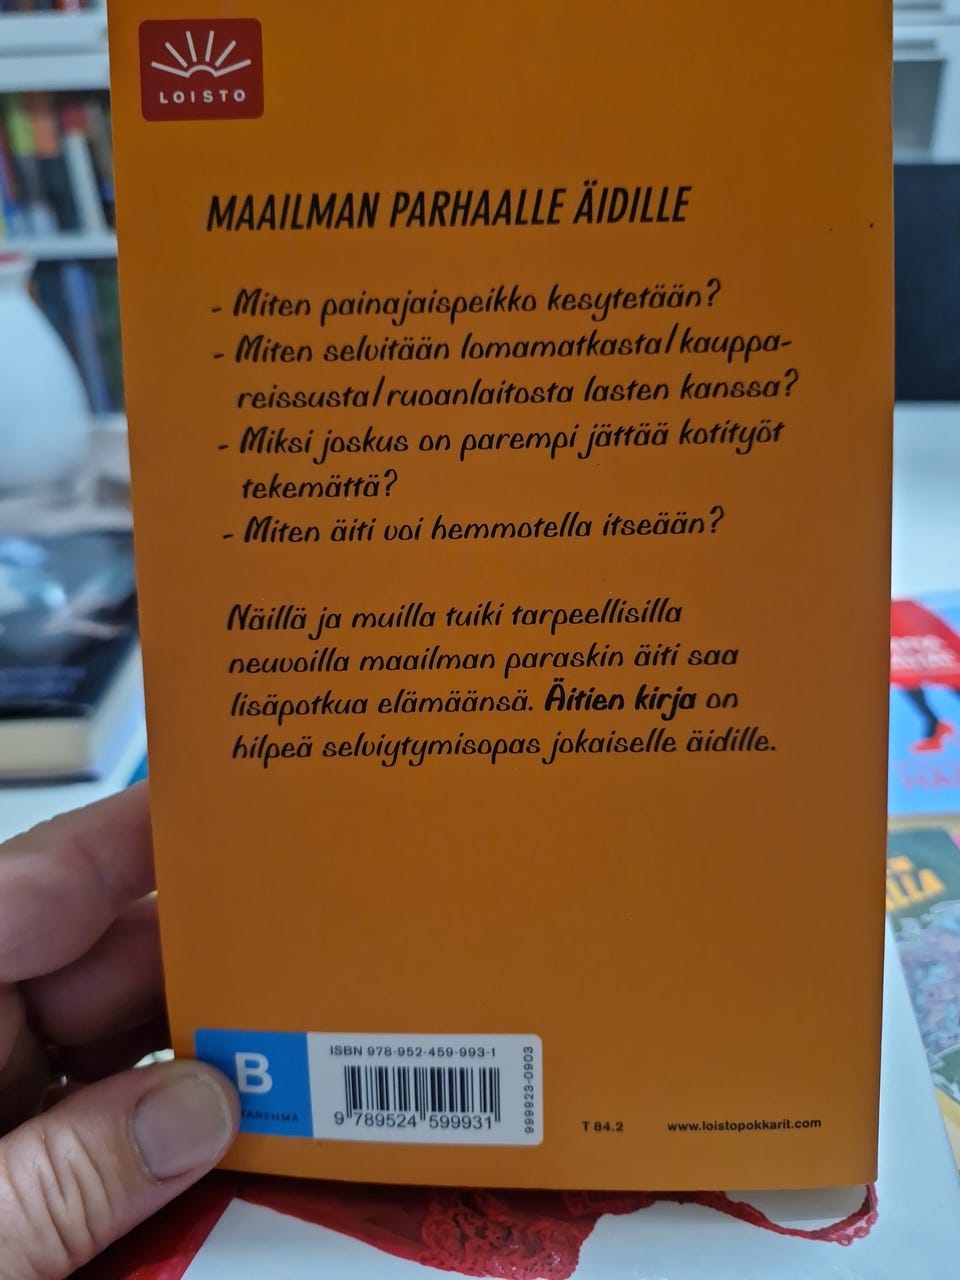 LOISTO
MAAILMAN PARHAALLE ÄIDILLE
- Miten painajaispeikko kesytetään?
- Miten selvitään lomamatkasta/kauppa-
reissusta/ruoanlaitosta lasten kanssa?
- Miksi joskus on parempi jättää kotityöt
tekemättä?
- Miten äiti voi hemmotella itseään?
Näillä ja muilla tuiki tarpeellisilla
neuvoilla maailman paraskin äiti saa
lisäpotkua elämäänsä. Äitien kirja on
hilpeä selviytymisopas jokaiselle äidille.
B
ISBN 978-952-459-993-1
9 789524 599931
999923-0903
T 84.2
www.loistopokkarit.com